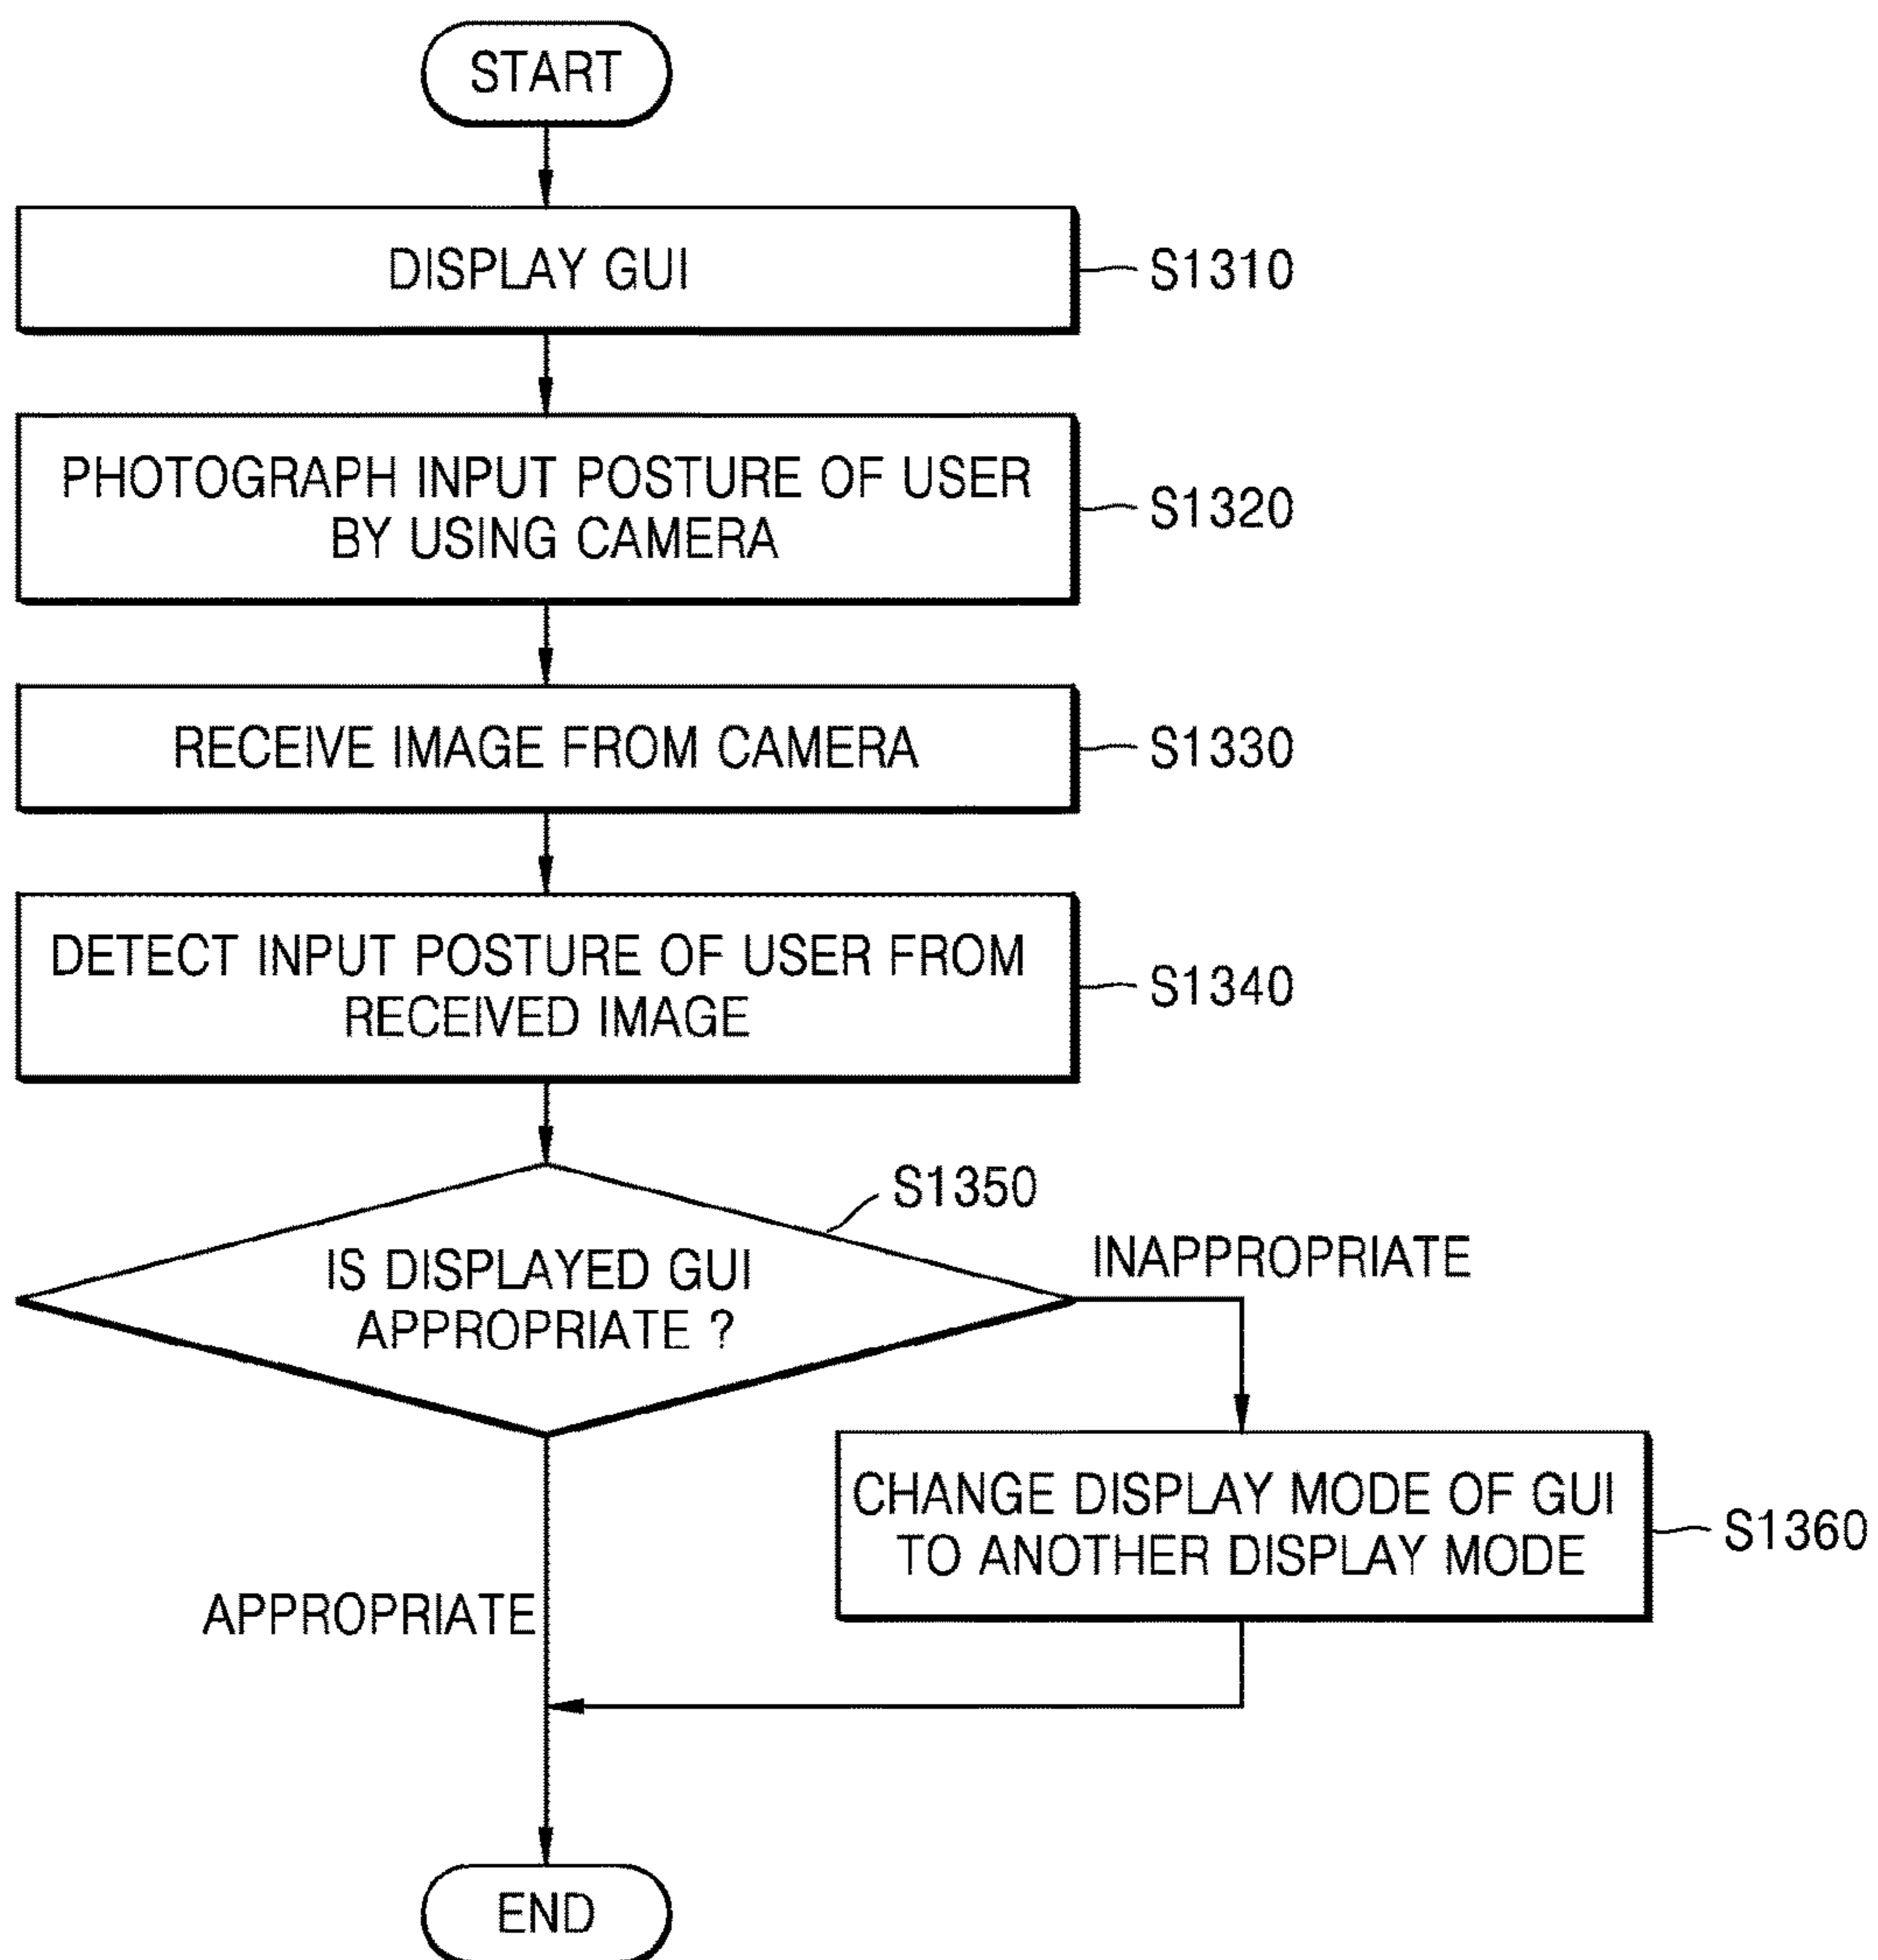 START
DISPLAY GUI
S1310
PHOTOGRAPH INPUT POSTURE OF USER
BY USING CAMERA
S1320
RECEIVE IMAGE FROM CAMERA
S1330
DETECT INPUT POSTURE OF USER FROM
RECEIVED IMAGE
S1340
S1350
IS DISPLAYED GUI
APPROPRIATE ?
INAPPROPRIATE
CHANGE DISPLAY MODE OF GUI
TO ANOTHER DISPLAY MODE
S1360
APPROPRIATE
END